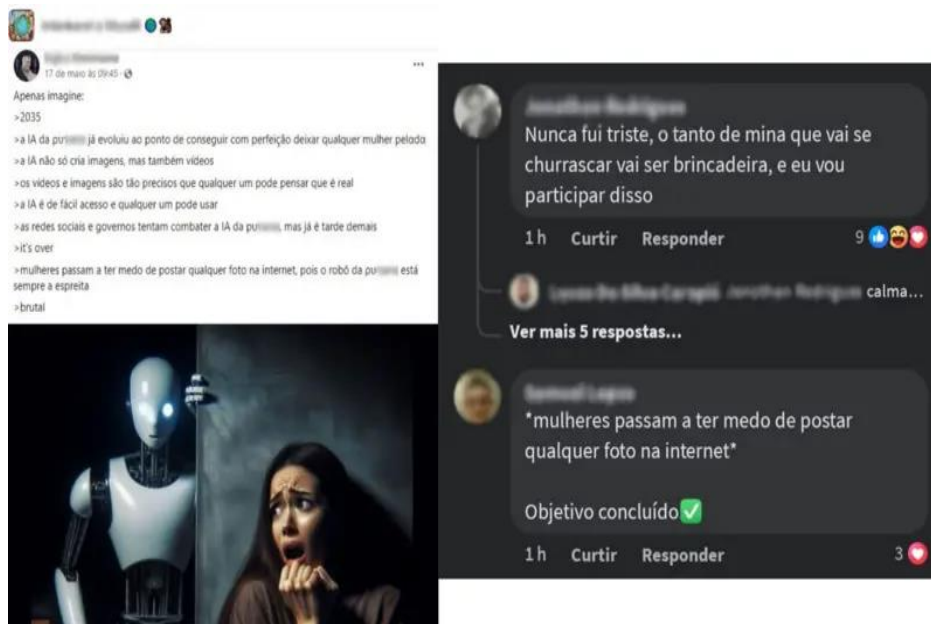 17 de maio às 09:45
Apenas imagine:
>2035
>a IA da pu já evoluiu ao ponto de conseguir com perfeição deixar qualquer mulher pelada
>a IA não só cria imagens, mas também vídeos
>os vídeos e imagens são tão precisos que qualquer um pode pensar que é real
>a IA é de fácil acesso e qualquer um pode usar
>as redes sociais e governos tentam combater a IA da pu, mas já é tarde demais
>it's over
>mulheres passam a ter medo de postar qualquer foto na internet, pois o robô da pu está
sempre a espreita
>brutal
Nunca fui triste, o tanto de mina que vai se
churrascar vai ser brincadeira, e eu vou
participar disso
1 h Curtir Responder 9
calma...
Ver mais 5 respostas...
*mulheres passam a ter medo de postar
qualquer foto na internet*
Objetivo concluído✅
1 h Curtir Responder 3